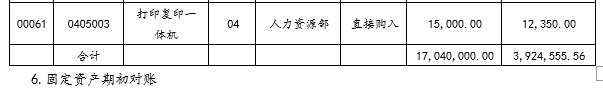 00061 0405003 打印复印一体机 04 人力资源部 直接购入 15,000.00 12,350.00
合计 17,040,000.00 3,924,555.56
6.固定资产期初对账